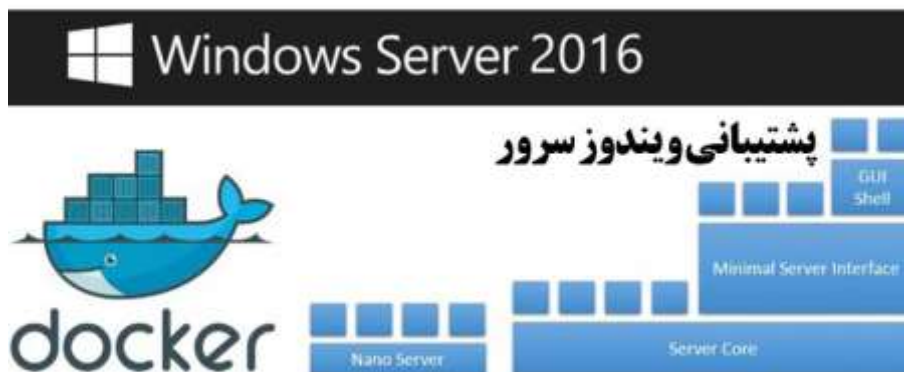 Windows Server 2016
پشتیبانی ویندوز سرور
GUI
Shell
Minimal Server Interface
docker
Nano Server
Server Core